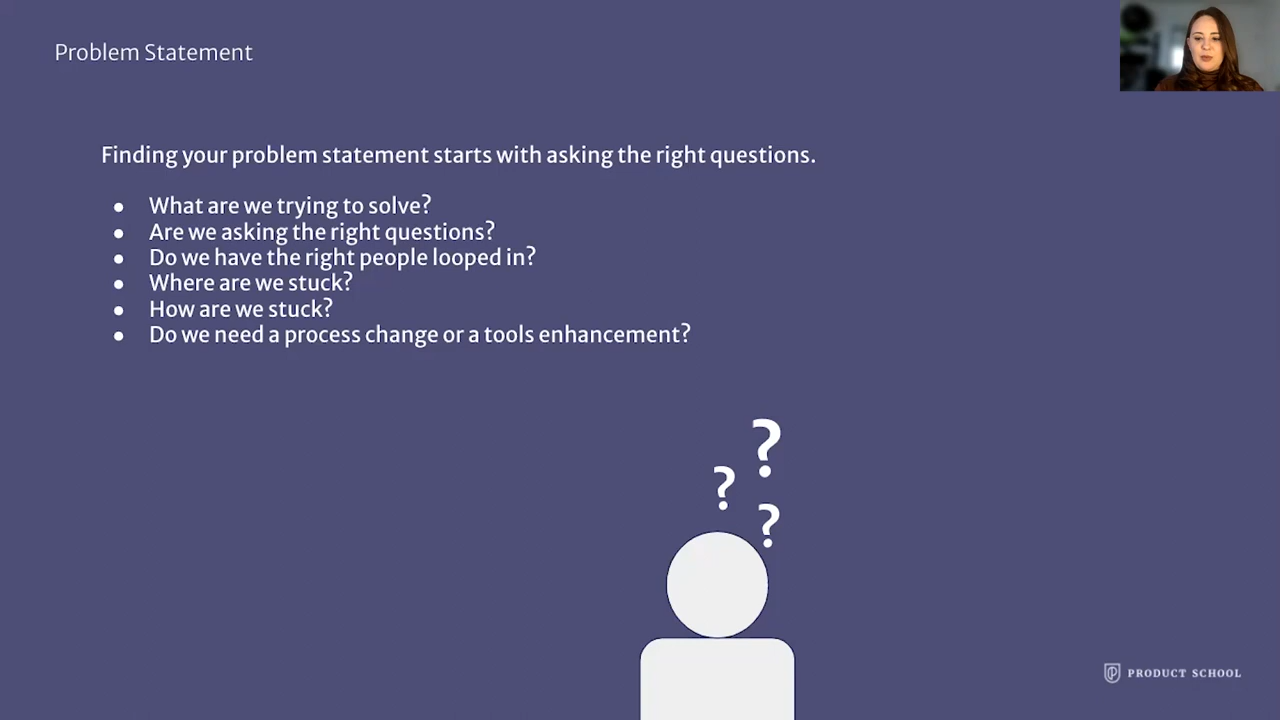 Problem Statement
Finding your problem statement starts with asking the right questions.
● What are we trying to solve?
● Are we asking the right questions?
● Do we have the right people looped in?
● Where are we stuck?
● How are we stuck?
● Do we need a process change or a tools enhancement?
?
?
?
PRODUCT SCHOOL